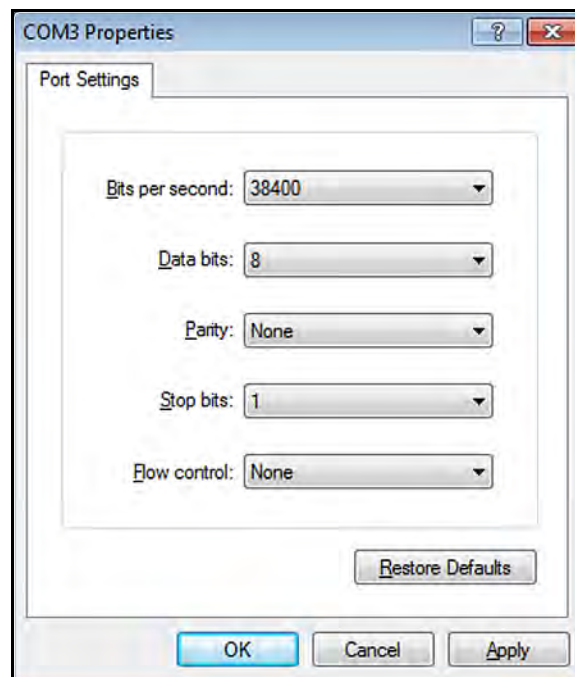 COM3 Properties
?
Port Settings
Bits per second: 38400
Data bits: 8
Parity: None
Stop bits: 1
Flow control: None
Restore Defaults
OK Cancel Apply